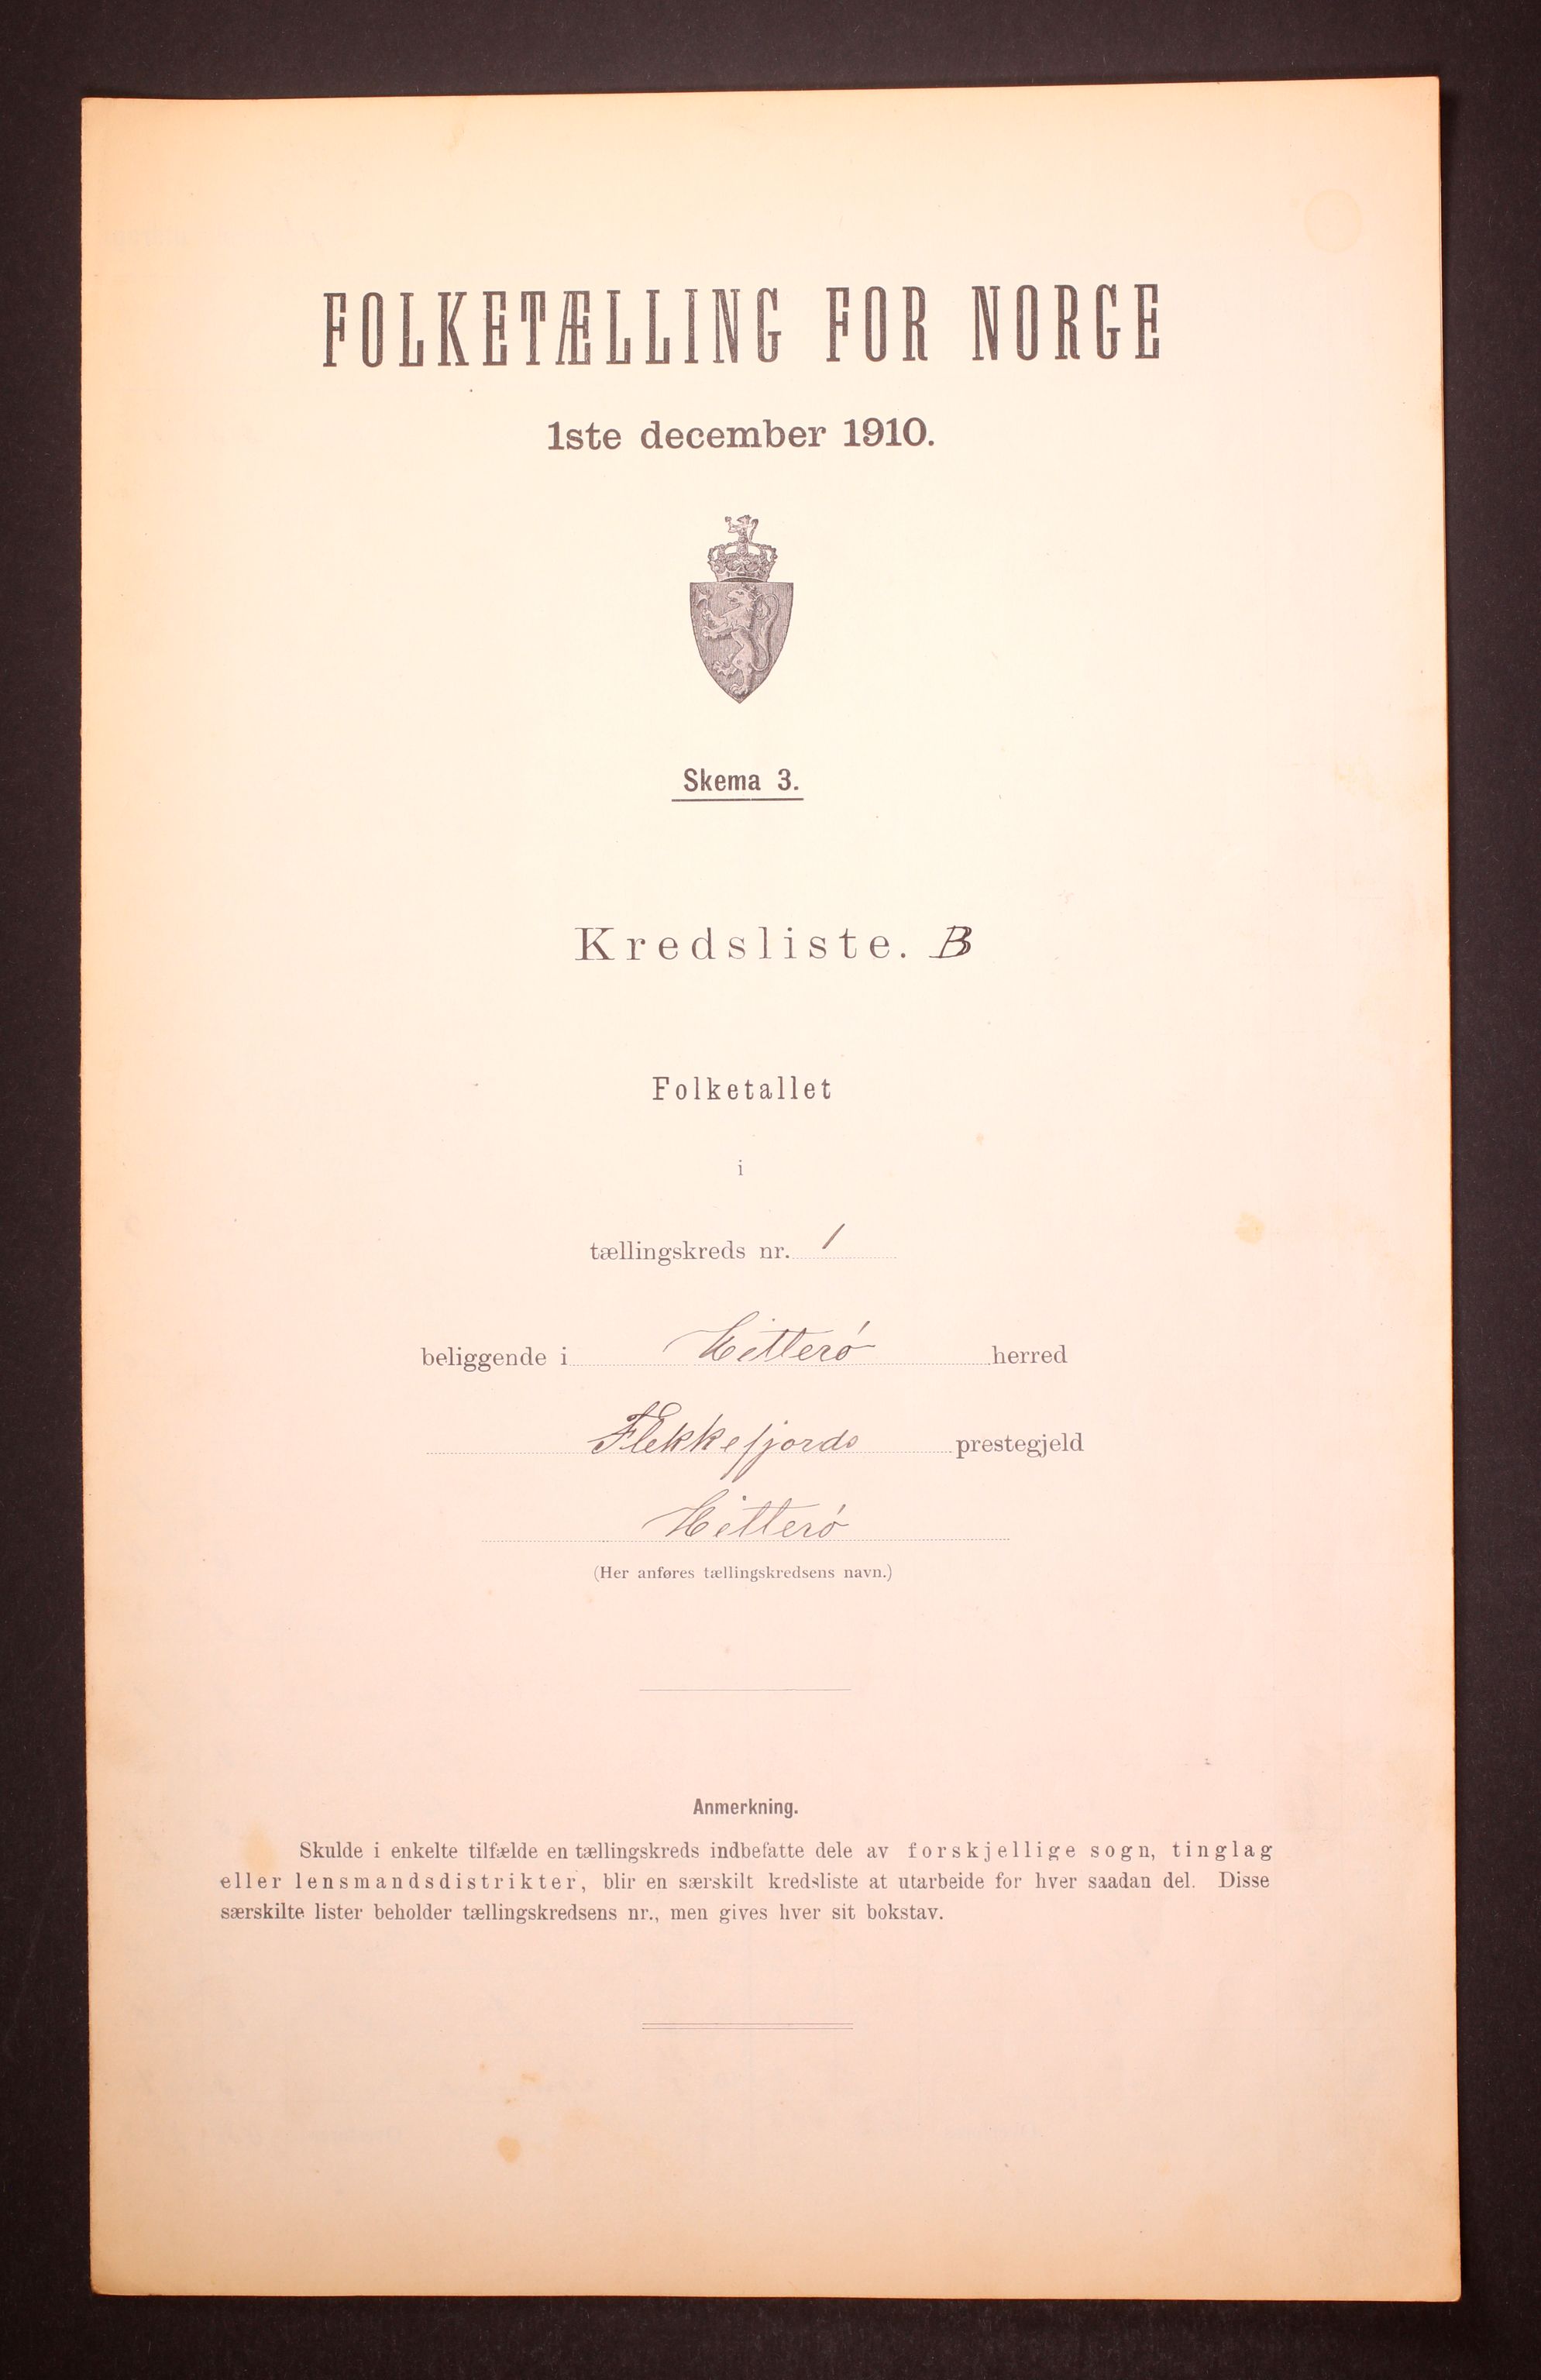 FOLKETÆLLING FOR NORGE
1ste december 1910.
Skema 3.
Kredsliste. B
Folketallet
i
tællingskreds nr. 1
beliggende i Hitterø herred
Flekkefjords prestegjeld
Hitterø
(Her anføres tællingskredsens navn.)
Anmerkning.
Skulde i enkelte tilfælde en tællingskreds indbefatte dele av forskjellige sogn, tinglag
eller lensmandsdistrikter, blir en særskilt kredsliste at utarbeide for hver saadan del. Disse
særskilte lister beholder tællingskredsens nr., men gives hver sit bokstav.